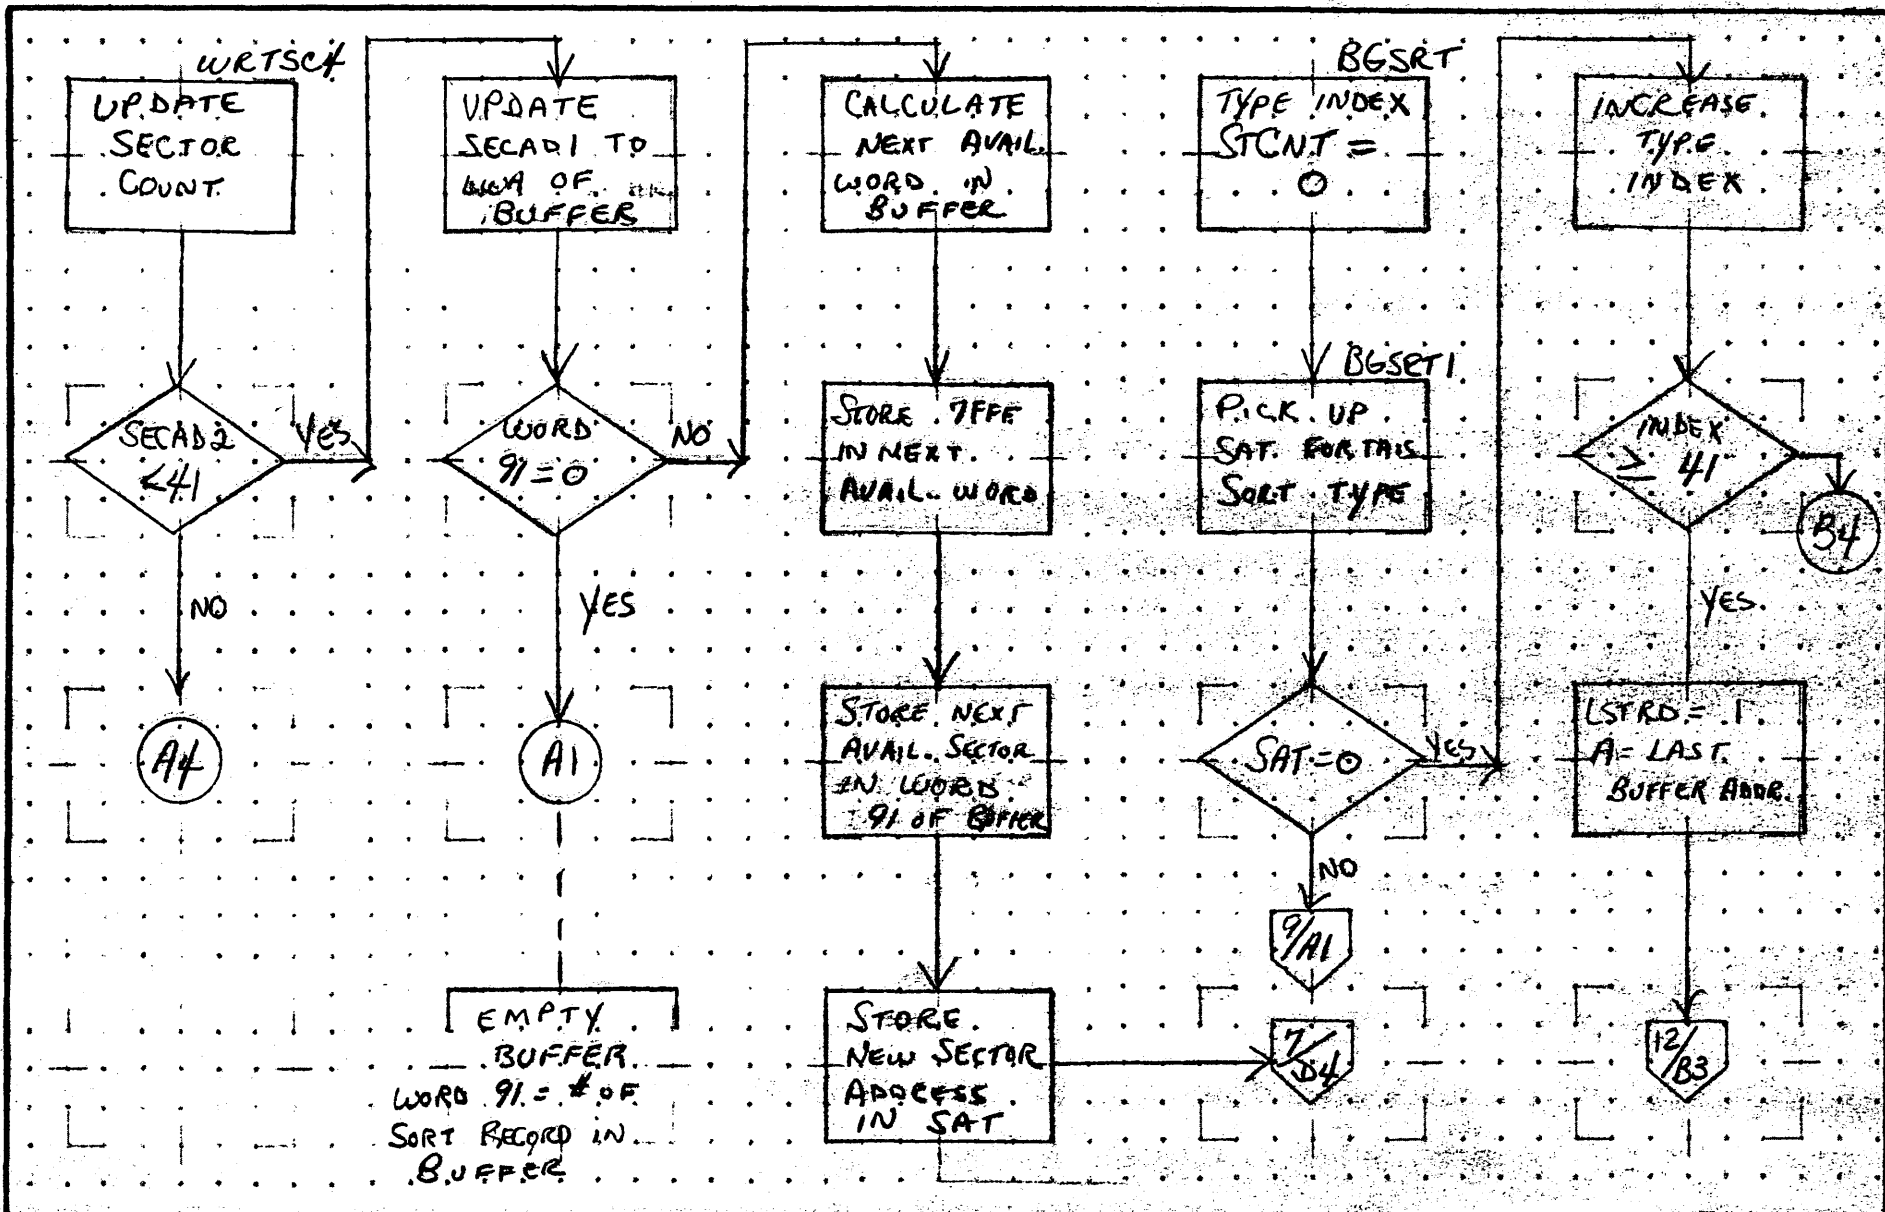 WRTSC4
UPDATE
SECTOR
COUNT
SECAD2
<41
YES
NO
A4
UPDATE
SECAD1 TO
OF
BUFFER
WORD
91=0
NO
YES
A1
EMPTY
BUFFER
WORD 91 = # OF
SORT RECORD IN
BUFFER
CALCULATE
NEXT AVAIL.
WORD IN
BUFFER
STORE 7FFF
IN NEXT
AVAIL. WORD
STORE NEXT
AVAIL. SECTOR
IN WORD
91 OF BUFFER
STORE
NEW SECTOR
ADDRESS
IN SAT
BGSRT
TYPE INDEX
STCNT =
0
BGSRT1
PICK UP
SAT FOR THIS
SORT TYPE
SAT=0
YES
NO
9/A1
7/D4
INCREASE
TYPE
INDEX
INDEX
≥ 41
B4
YES
LSTRD = 1
A = LAST
BUFFER ADDR.
12/B3